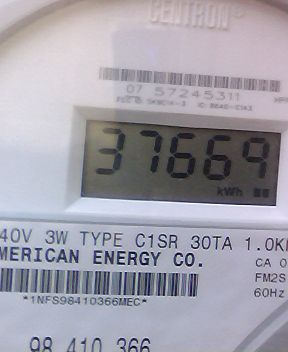 CENTRON®
07 57245311
37669
kWh
40V 3W TYPE C1SR 30TA 1.0K
MERICAN ENERGY CO.
CA 0
FM2S
60Hz
*1NFS98410366MEC*
98 410 366